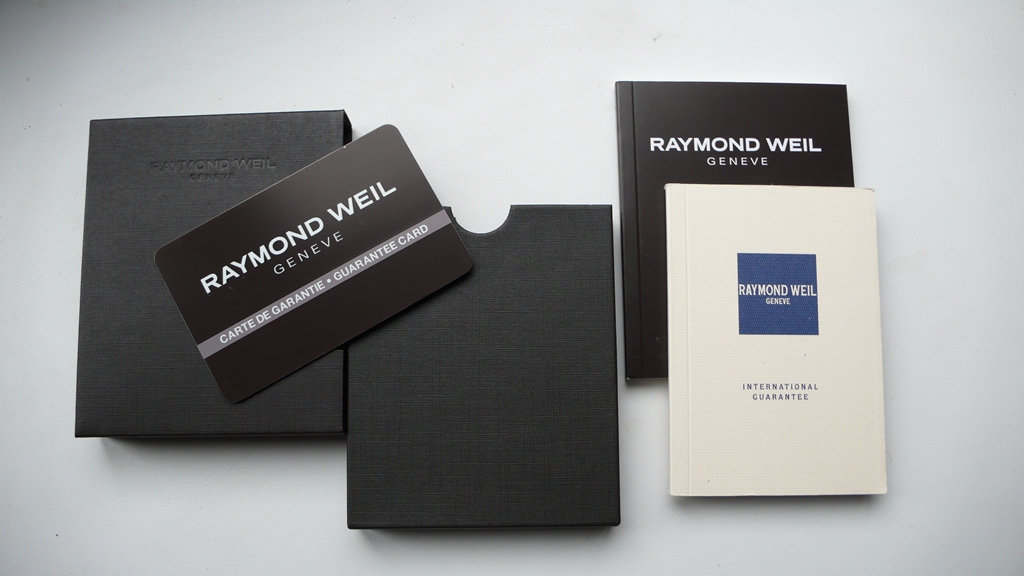 RAYMOND WEIL
GENEVE
RAYMOND WEIL
GENEVE
CARTE DE GARANTIE • GUARANTEE CARD
RAYMOND WEIL
GENEVE
RAYMOND WEIL
GENEVE
INTERNATIONAL
GUARANTEE